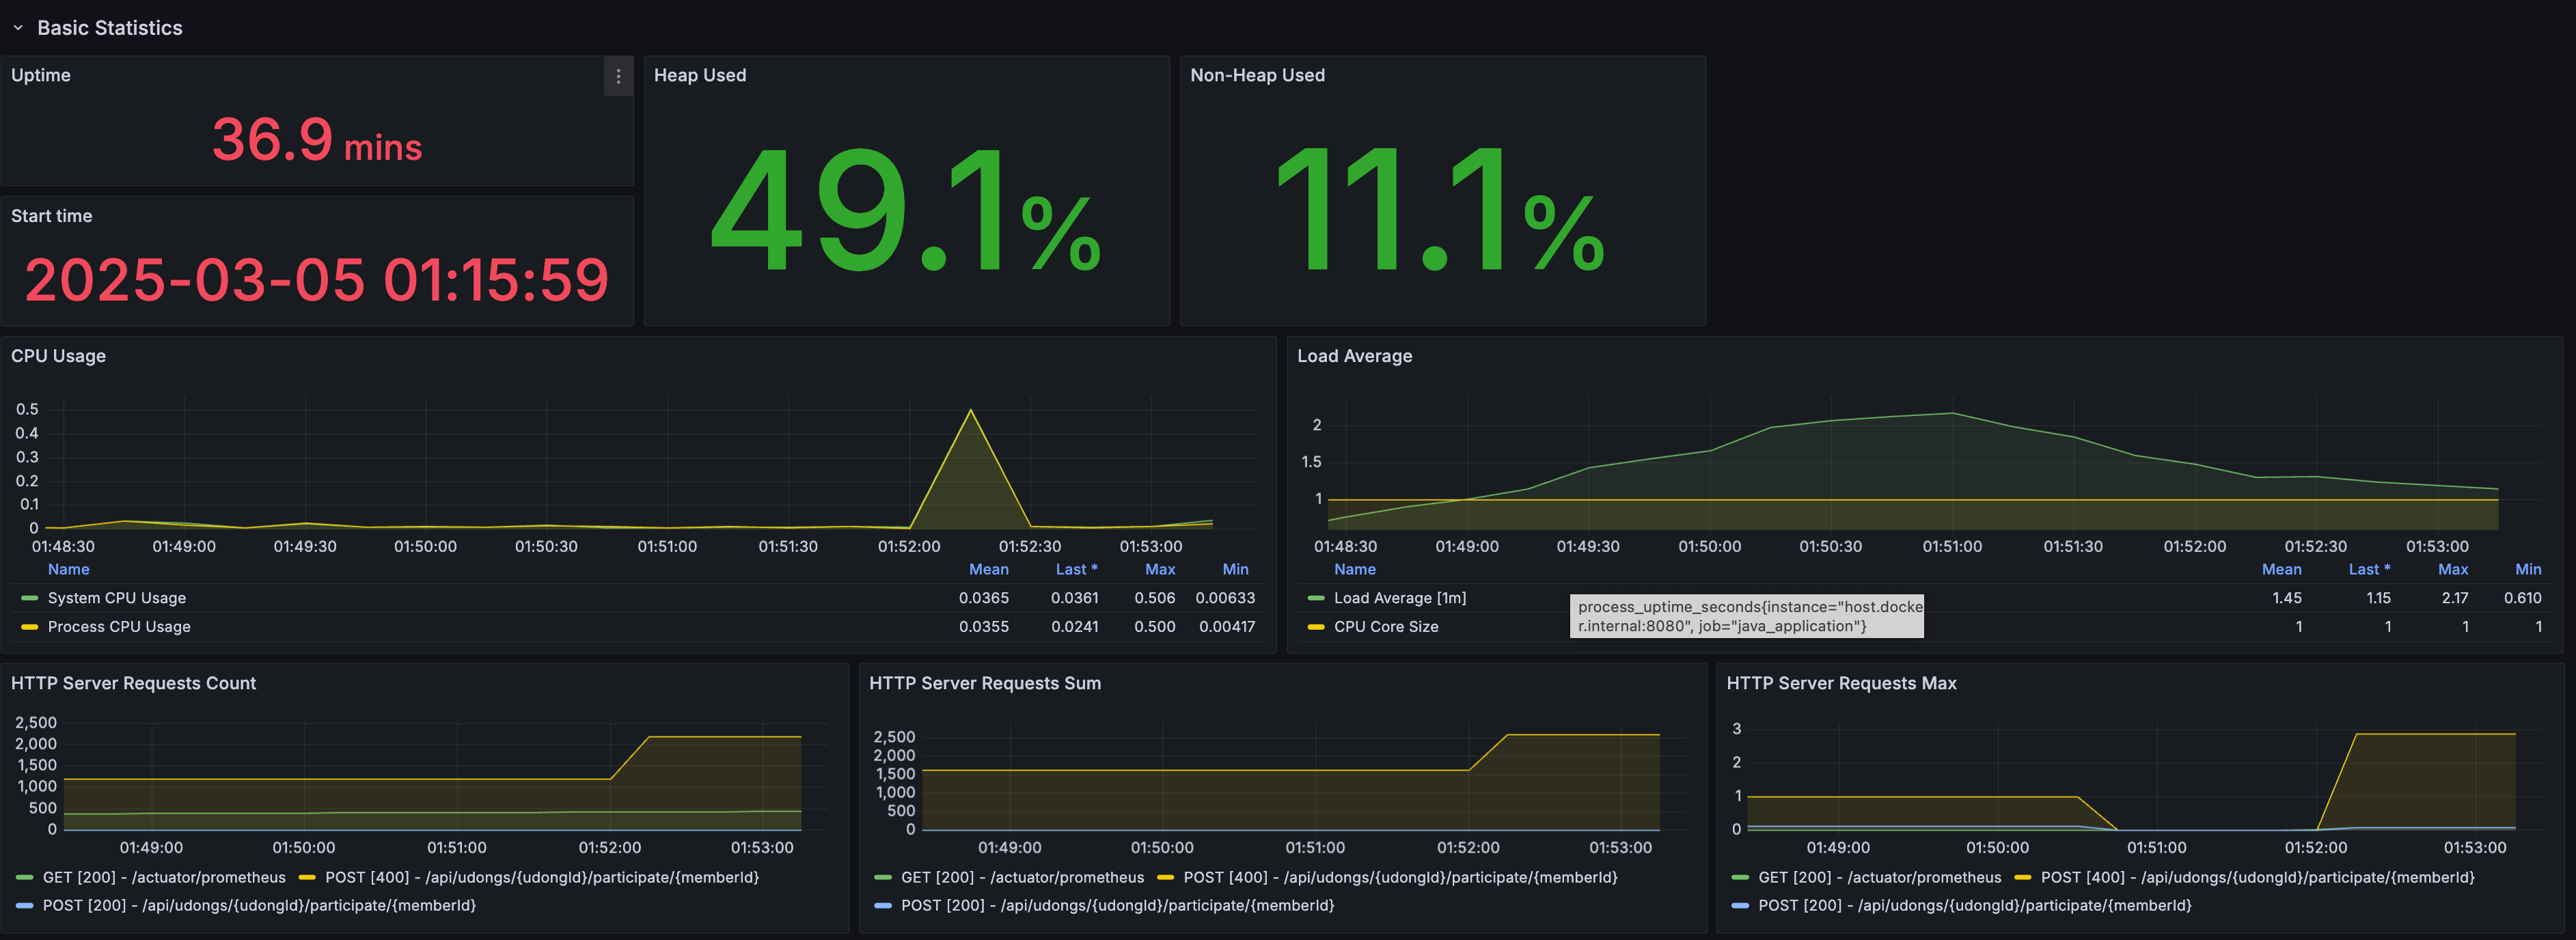 Basic Statistics
Uptime
36.9 mins
Start time
2025-03-05 01:15:59
Heap Used
49.1%
Non-Heap Used
11.1%
CPU Usage
0.5
0.4
0.3
0.2
0.1
0
01:48:30 01:49:00 01:49:30 01:50:00 01:50:30 01:51:00 01:51:30 01:52:00 01:52:30 01:53:00
Name Mean Last * Max Min
System CPU Usage 0.0365 0.0361 0.506 0.00633
Process CPU Usage 0.0355 0.0241 0.500 0.00417
Load Average
2
1.5
1
01:48:30 01:49:00 01:49:30 01:50:00 01:50:30 01:51:00 01:51:30 01:52:00 01:52:30 01:53:00
Name Mean Last * Max Min
Load Average [1m] 1.45 1.15 2.17 0.610
CPU Core Size 1 1 1 1
process_uptime_seconds{instance="host.docke
r.internal:8080", job="java_application"}
HTTP Server Requests Count
2,500
2,000
1,500
1,000
500
0
01:49:00 01:50:00 01:51:00 01:52:00 01:53:00
GET [200] - /actuator/prometheus POST [400] - /api/udongs/{udongId}/participate/{memberId}
POST [200] - /api/udongs/{udongId}/participate/{memberId}
HTTP Server Requests Sum
2,500
2,000
1,500
1,000
500
0
01:49:00 01:50:00 01:51:00 01:52:00 01:53:00
GET [200] - /actuator/prometheus POST [400] - /api/udongs/{udongId}/participate/{memberId}
POST [200] - /api/udongs/{udongId}/participate/{memberId}
HTTP Server Requests Max
3
2
1
0
01:49:00 01:50:00 01:51:00 01:52:00 01:53:00
GET [200] - /actuator/prometheus POST [400] - /api/udongs/{udongId}/participate/{memberId}
POST [200] - /api/udongs/{udongId}/participate/{memberId}